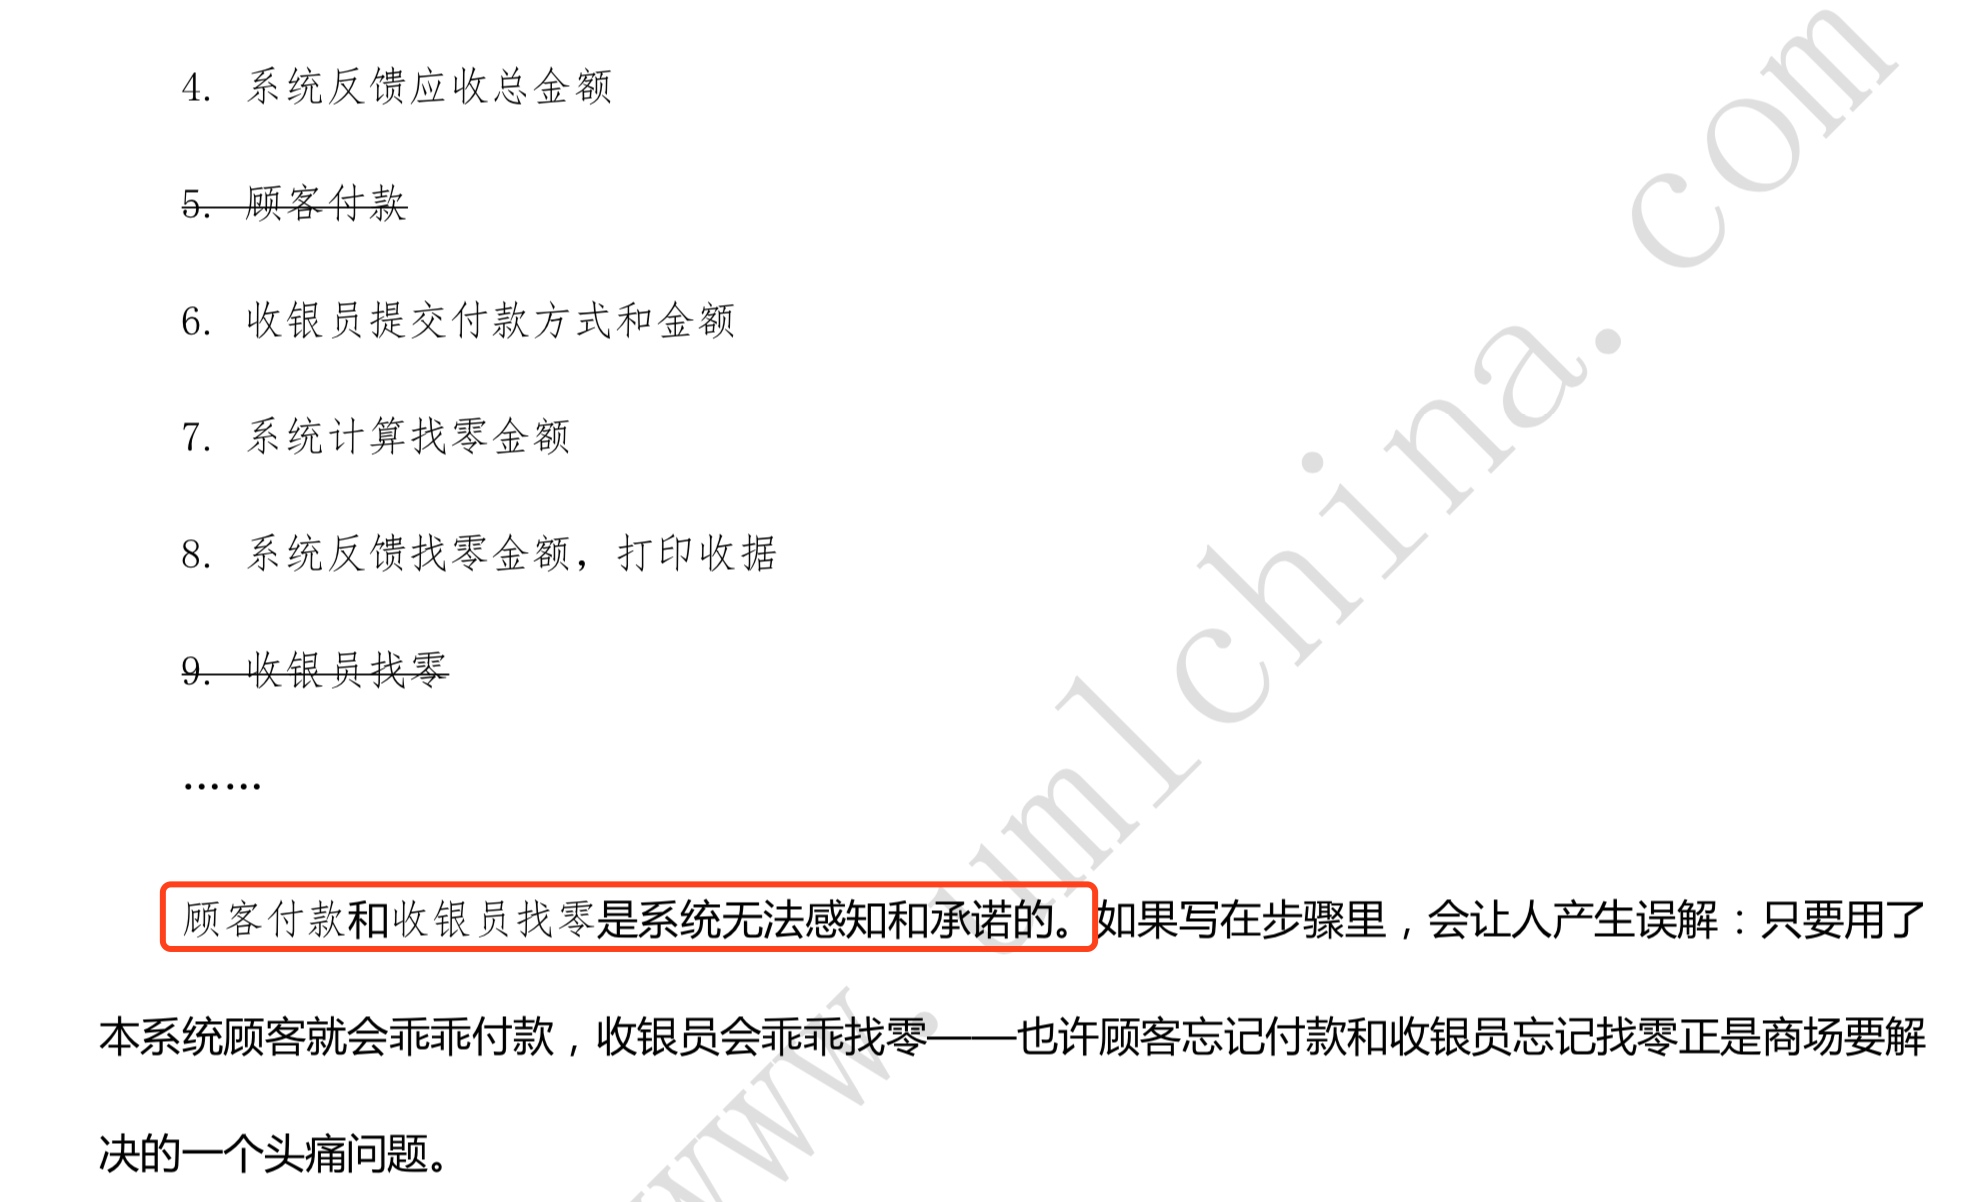 4. 系统反馈应收总金额
5. 顾客付款
6. 收银员提交付款方式和金额
7. 系统计算找零金额
8. 系统反馈找零金额，打印收据
9. 收银员找零
……
顾客付款和收银员找零是系统无法感知和承诺的。如果写在步骤里，会让人产生误解：只要用了
本系统顾客就会乖乖付款，收银员会乖乖找零——也许顾客忘记付款和收银员忘记找零正是商场要解
决的一个头痛问题。
www.umlchina.com